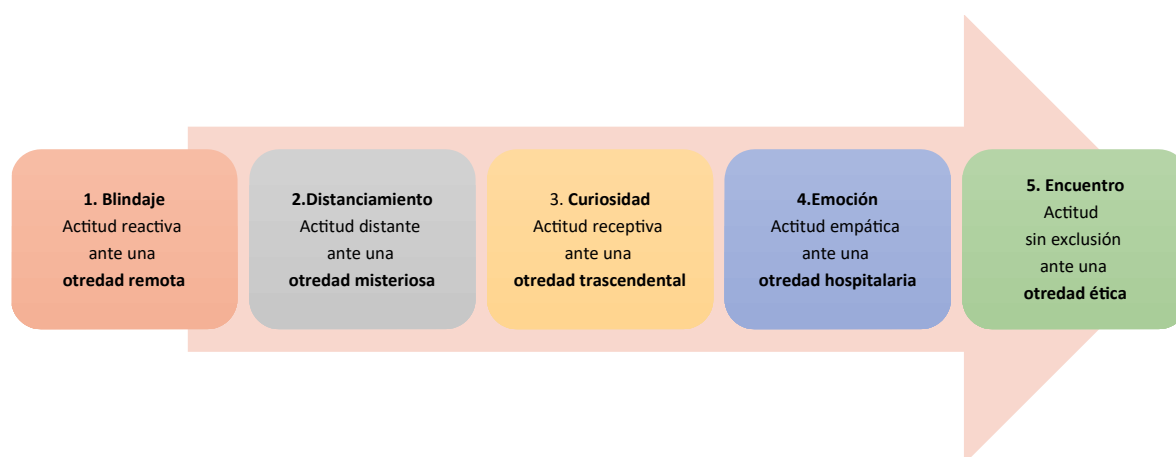 1. Blindaje
Actitud reactiva
ante una
otredad remota
2.Distanciamiento
Actitud distante
ante una
otredad misteriosa
3. Curiosidad
Actitud receptiva
ante una
otredad trascendental
4.Emoción
Actitud empática
ante una
otredad hospitalaria
5. Encuentro
Actitud
sin exclusión
ante una
otredad ética